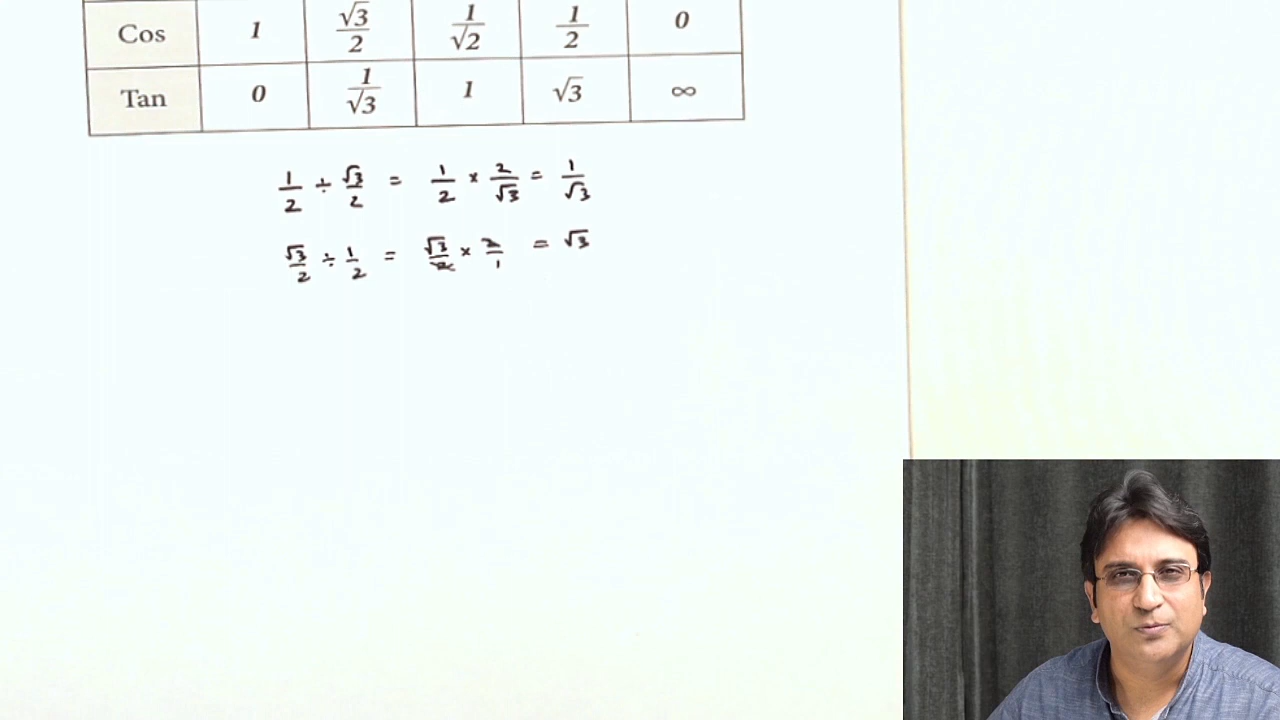 Cos 1 √3/2 1/√2 1/2 0
Tan 0 1/√3 1 √3 ∞
1/2 ÷ √3/2 = 1/2 × 2/√3 = 1/√3
√3/2 ÷ 1/2 = √3/2 × 2/1 = √3